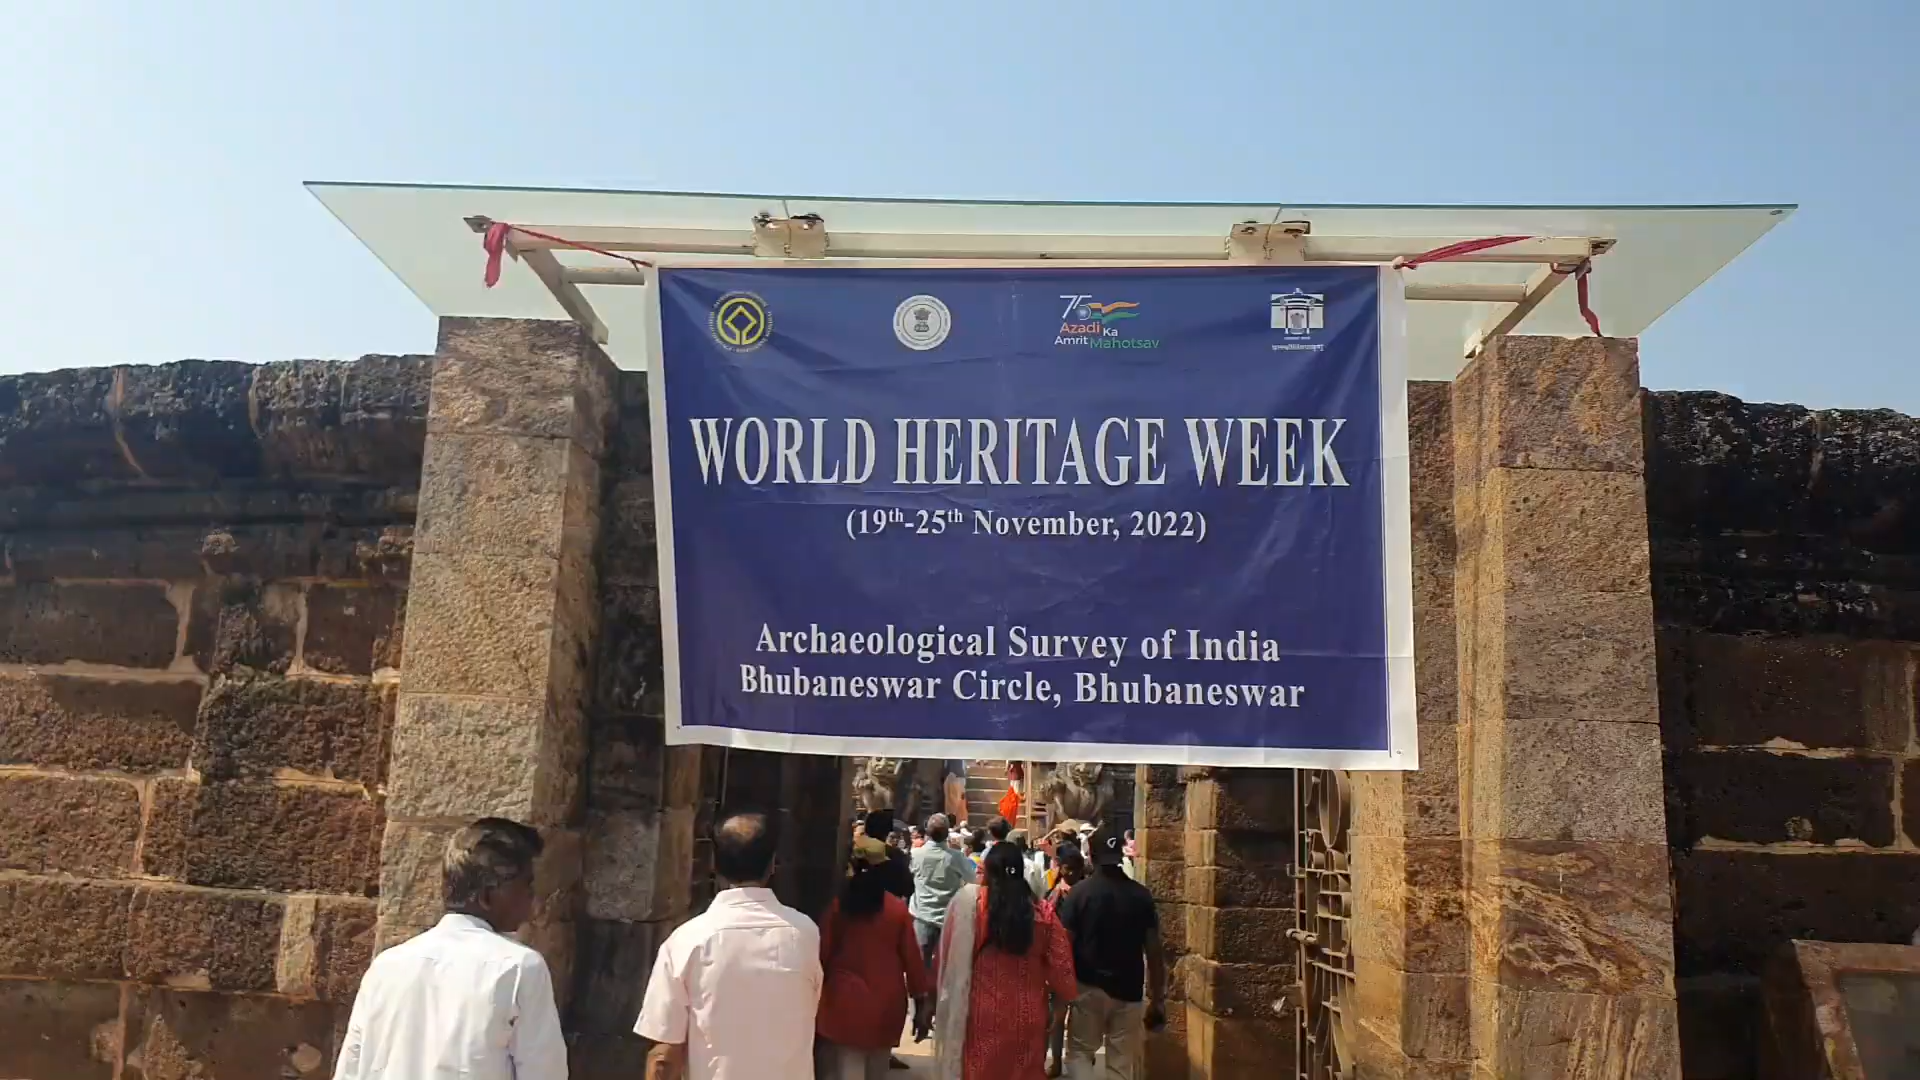 75
Azadi Ka
Amrit Mahotsav
WORLD HERITAGE WEEK
(19th-25th November, 2022)
Archaeological Survey of India
Bhubaneswar Circle, Bhubaneswar